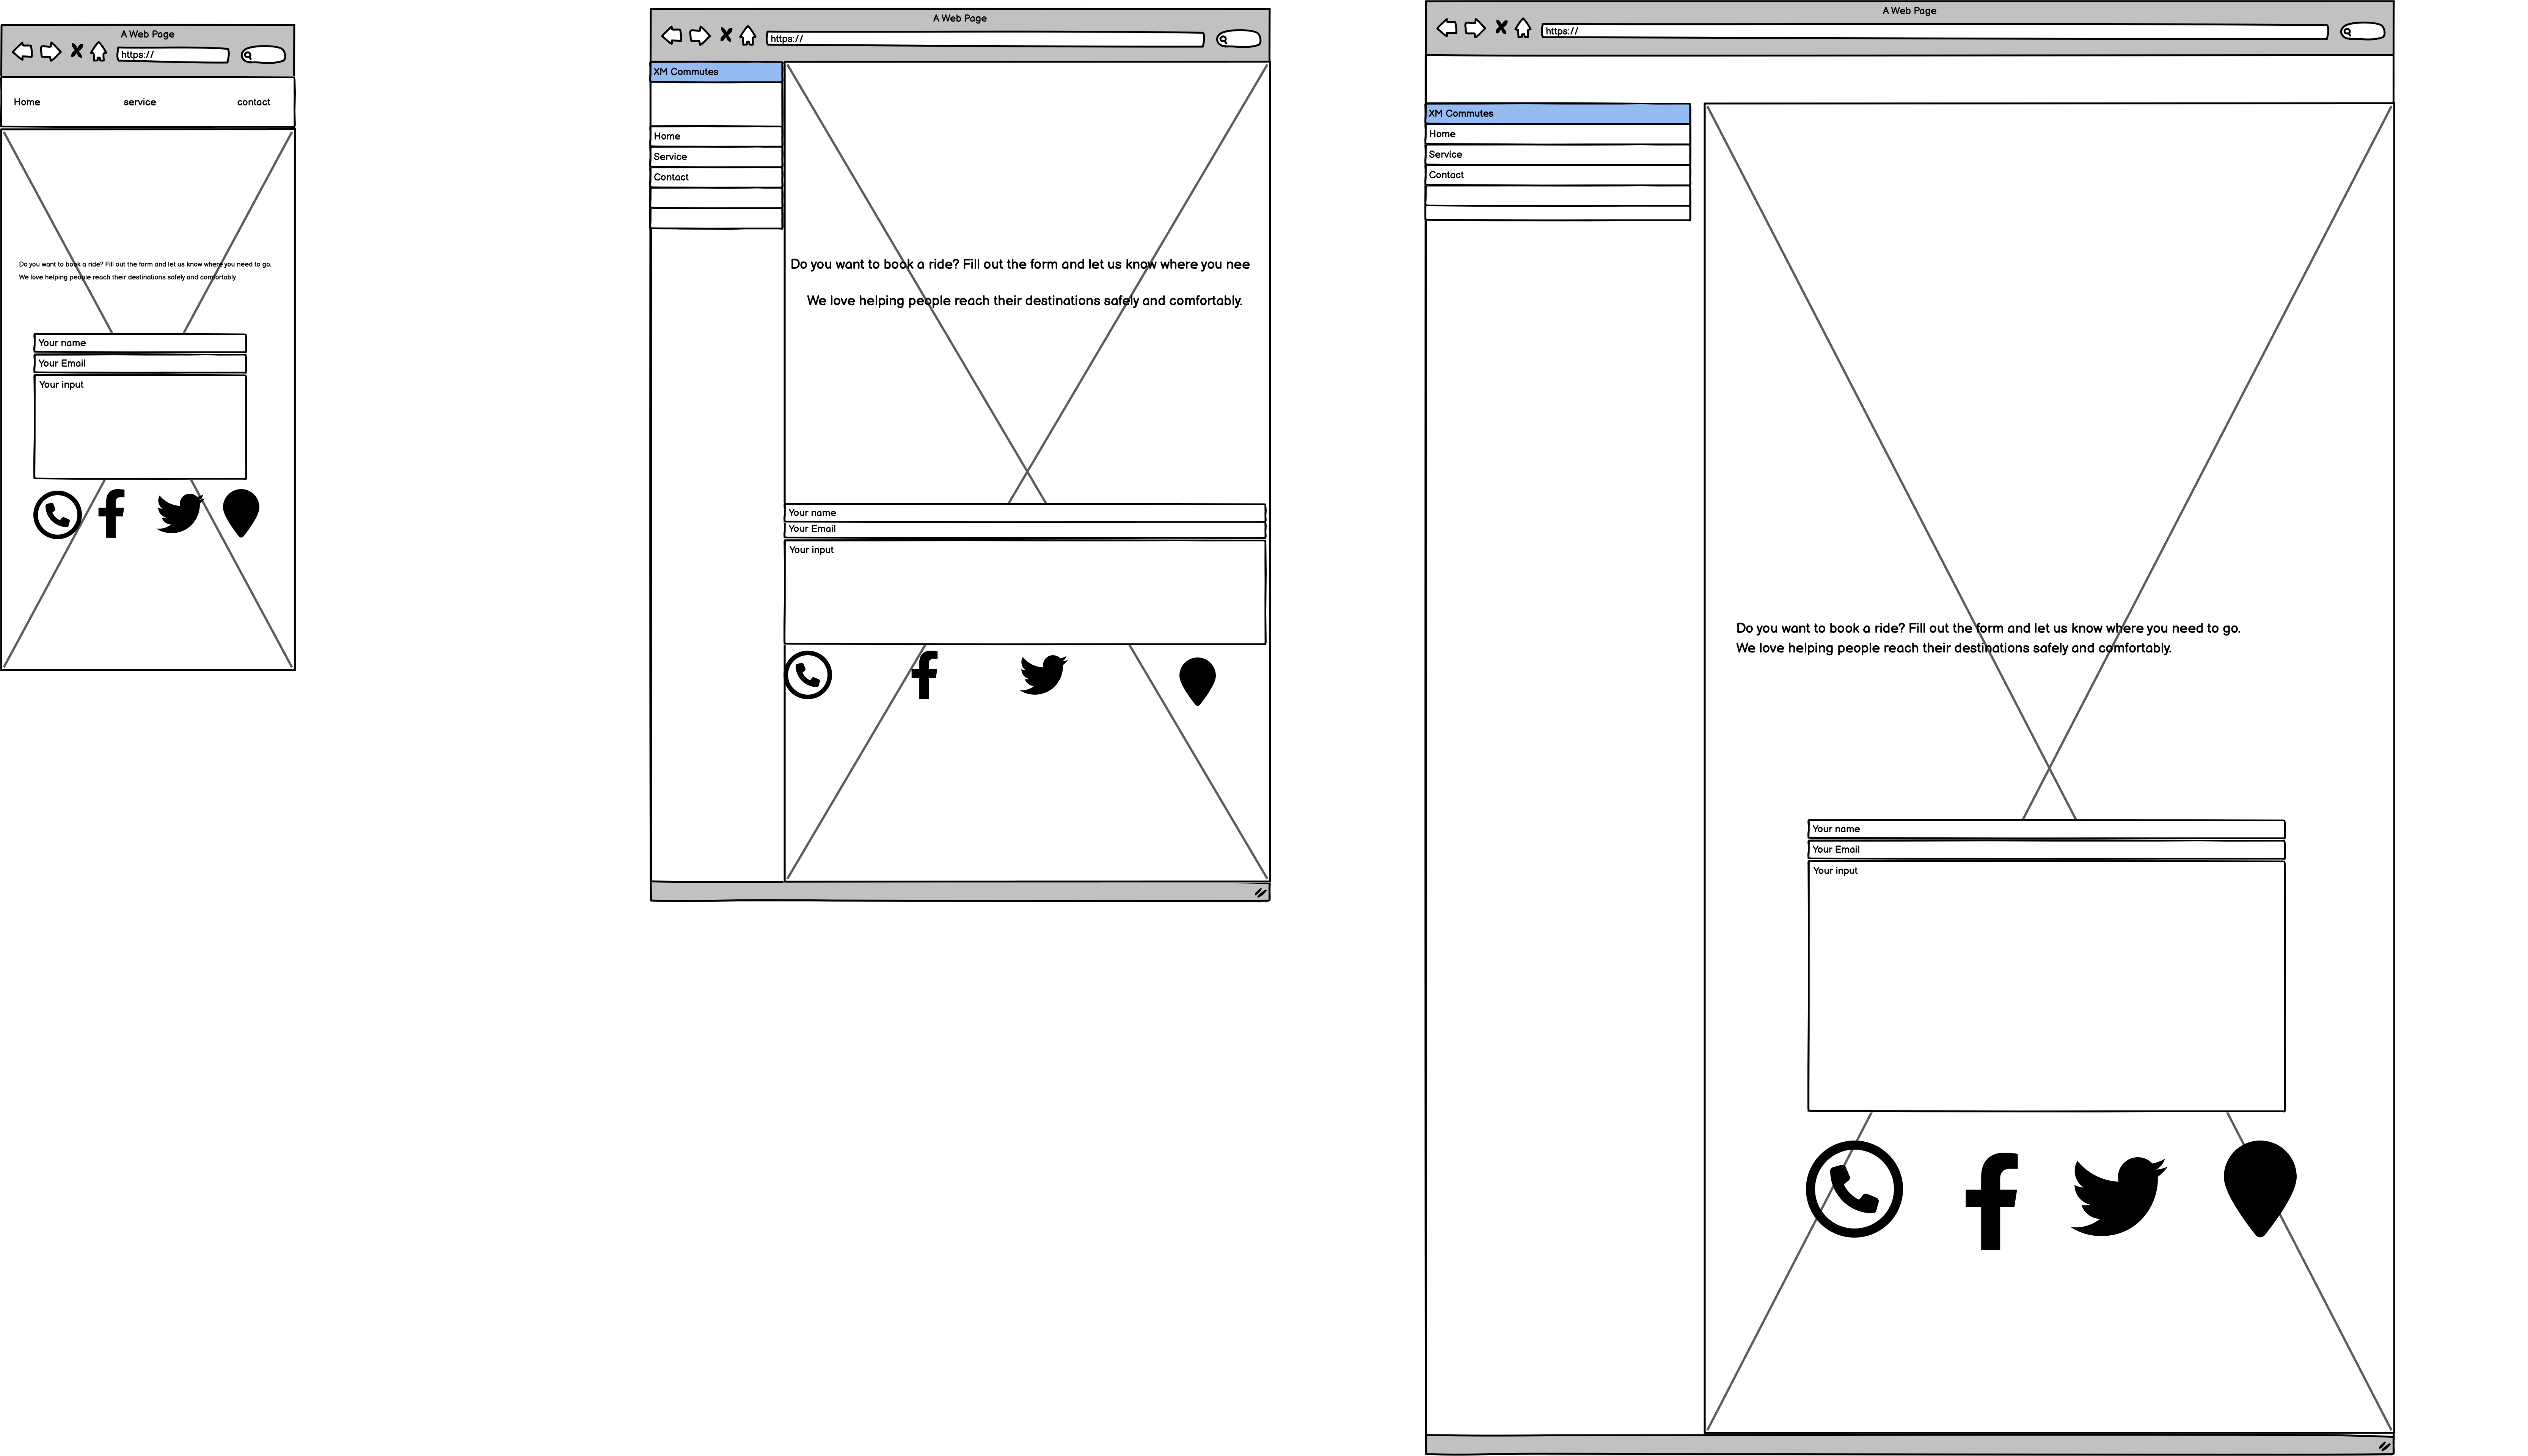 A Web Page
https://
Home service contact
Do you want to book a ride? Fill out the form and let us know where you need to go.
We love helping people reach their destinations safely and comfortably.
Your name
Your Email
Your input
A Web Page
https://
XM Commutes
Home
Service
Contact
Do you want to book a ride? Fill out the form and let us know where you nee
We love helping people reach their destinations safely and comfortably.
Your name
Your Email
Your input
A Web Page
https://
XM Commutes
Home
Service
Contact
Do you want to book a ride? Fill out the form and let us know where you need to go.
We love helping people reach their destinations safely and comfortably.
Your name
Your Email
Your input